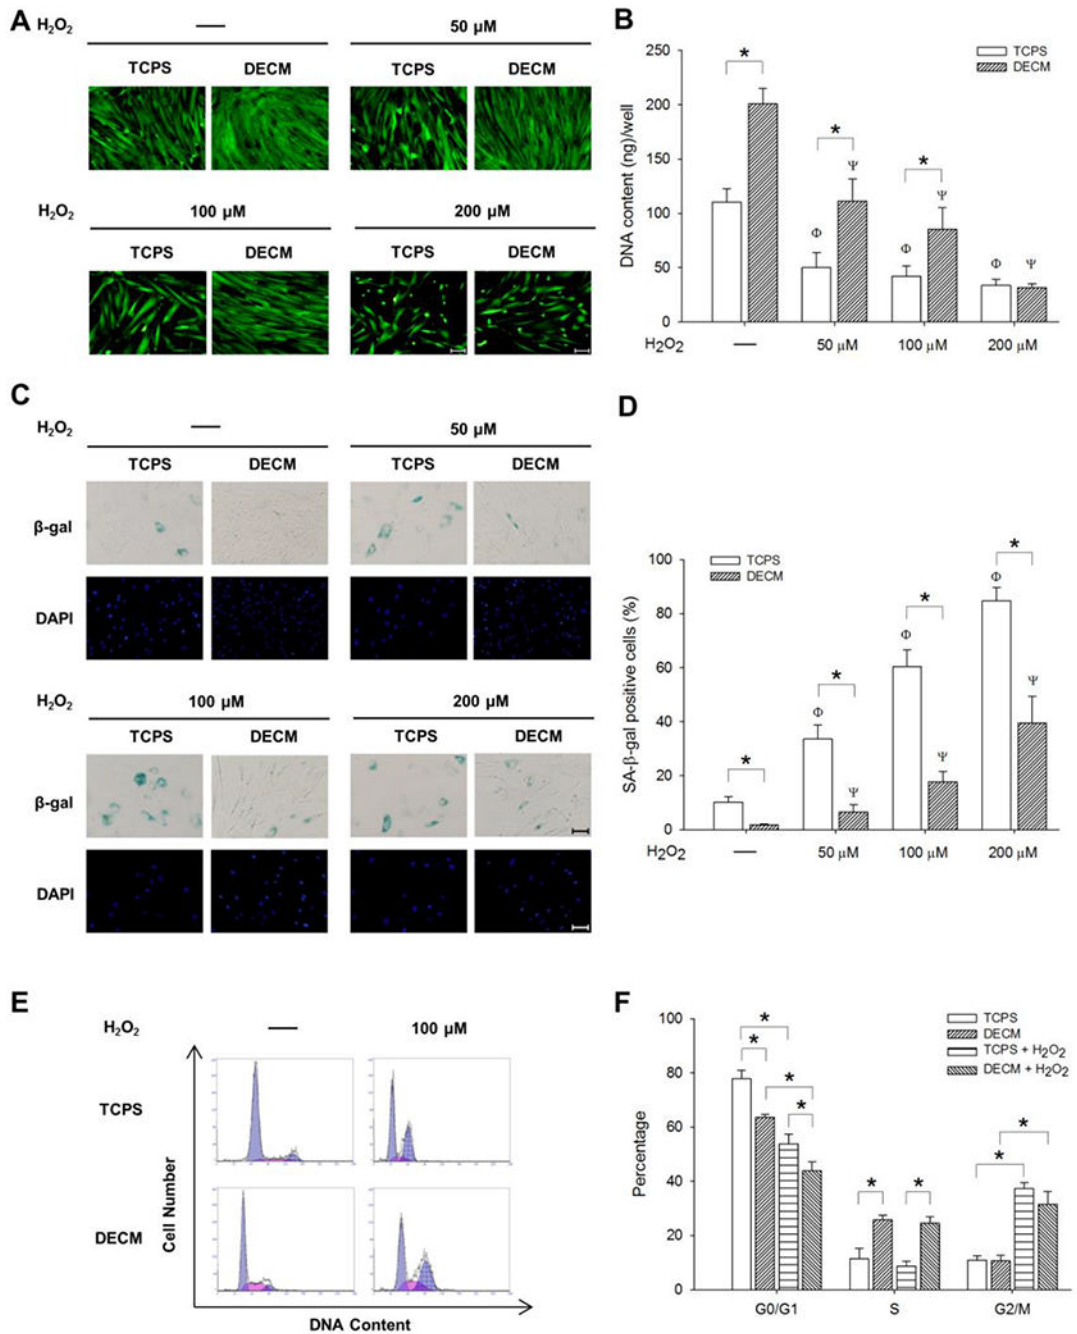 A
H₂O₂
—
50 µM
TCPS
DECM
TCPS
DECM
H₂O₂
100 µM
200 µM
TCPS
DECM
TCPS
DECM
B
250
200
150
100
50
0
DNA content (ng)/well
TCPS
DECM
*
*
*
Φ
Ψ
Φ
Ψ
Φ
Ψ
H₂O₂
—
50 µM
100 µM
200 µM
C
H₂O₂
—
50 µM
TCPS
DECM
TCPS
DECM
β-gal
DAPI
H₂O₂
100 µM
200 µM
TCPS
DECM
TCPS
DECM
β-gal
DAPI
D
100
80
60
40
20
0
SA-β-gal positive cells (%)
TCPS
DECM
*
*
*
*
Φ
Ψ
Φ
Ψ
Φ
Ψ
H₂O₂
—
50 µM
100 µM
200 µM
E
H₂O₂
—
100 µM
TCPS
DECM
Cell Number
DNA Content
F
100
80
60
40
20
0
Percentage
TCPS
DECM
TCPS + H₂O₂
DECM + H₂O₂
*
*
*
*
*
*
*
*
G0/G1
S
G2/M